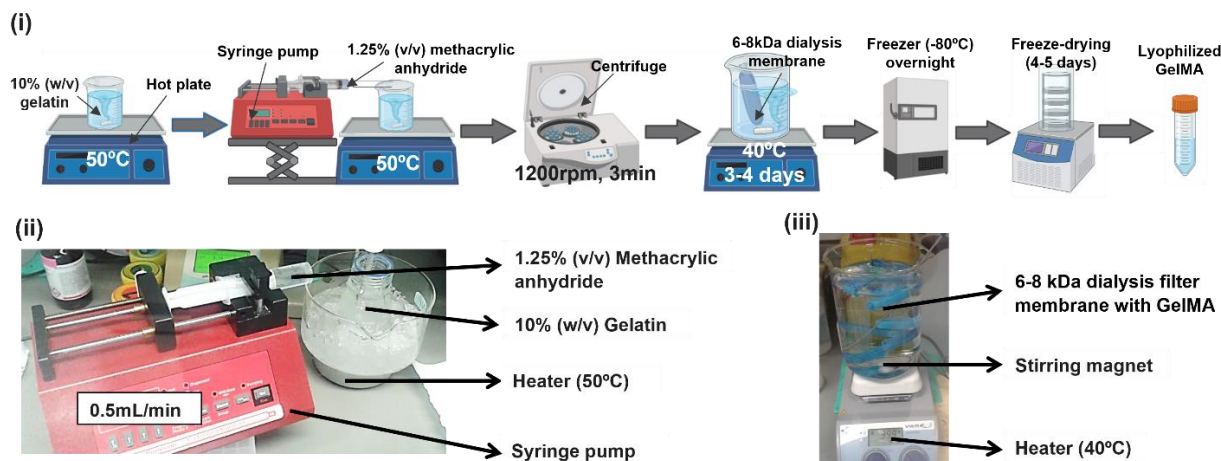 (i)
10% (w/v)
gelatin
Hot plate
50ºC
Syringe pump
1.25% (v/v) methacrylic
anhydride
50ºC
Centrifuge
1200rpm, 3min
6-8kDa dialysis
membrane
40ºC
3-4 days
Freezer (-80ºC)
overnight
Freeze-drying
(4-5 days)
Lyophilized
GelMA
(ii)
1.25% (v/v) Methacrylic
anhydride
10% (w/v) Gelatin
Heater (50ºC)
0.5mL/min
Syringe pump
(iii)
6-8 kDa dialysis filter
membrane with GelMA
Stirring magnet
Heater (40ºC)